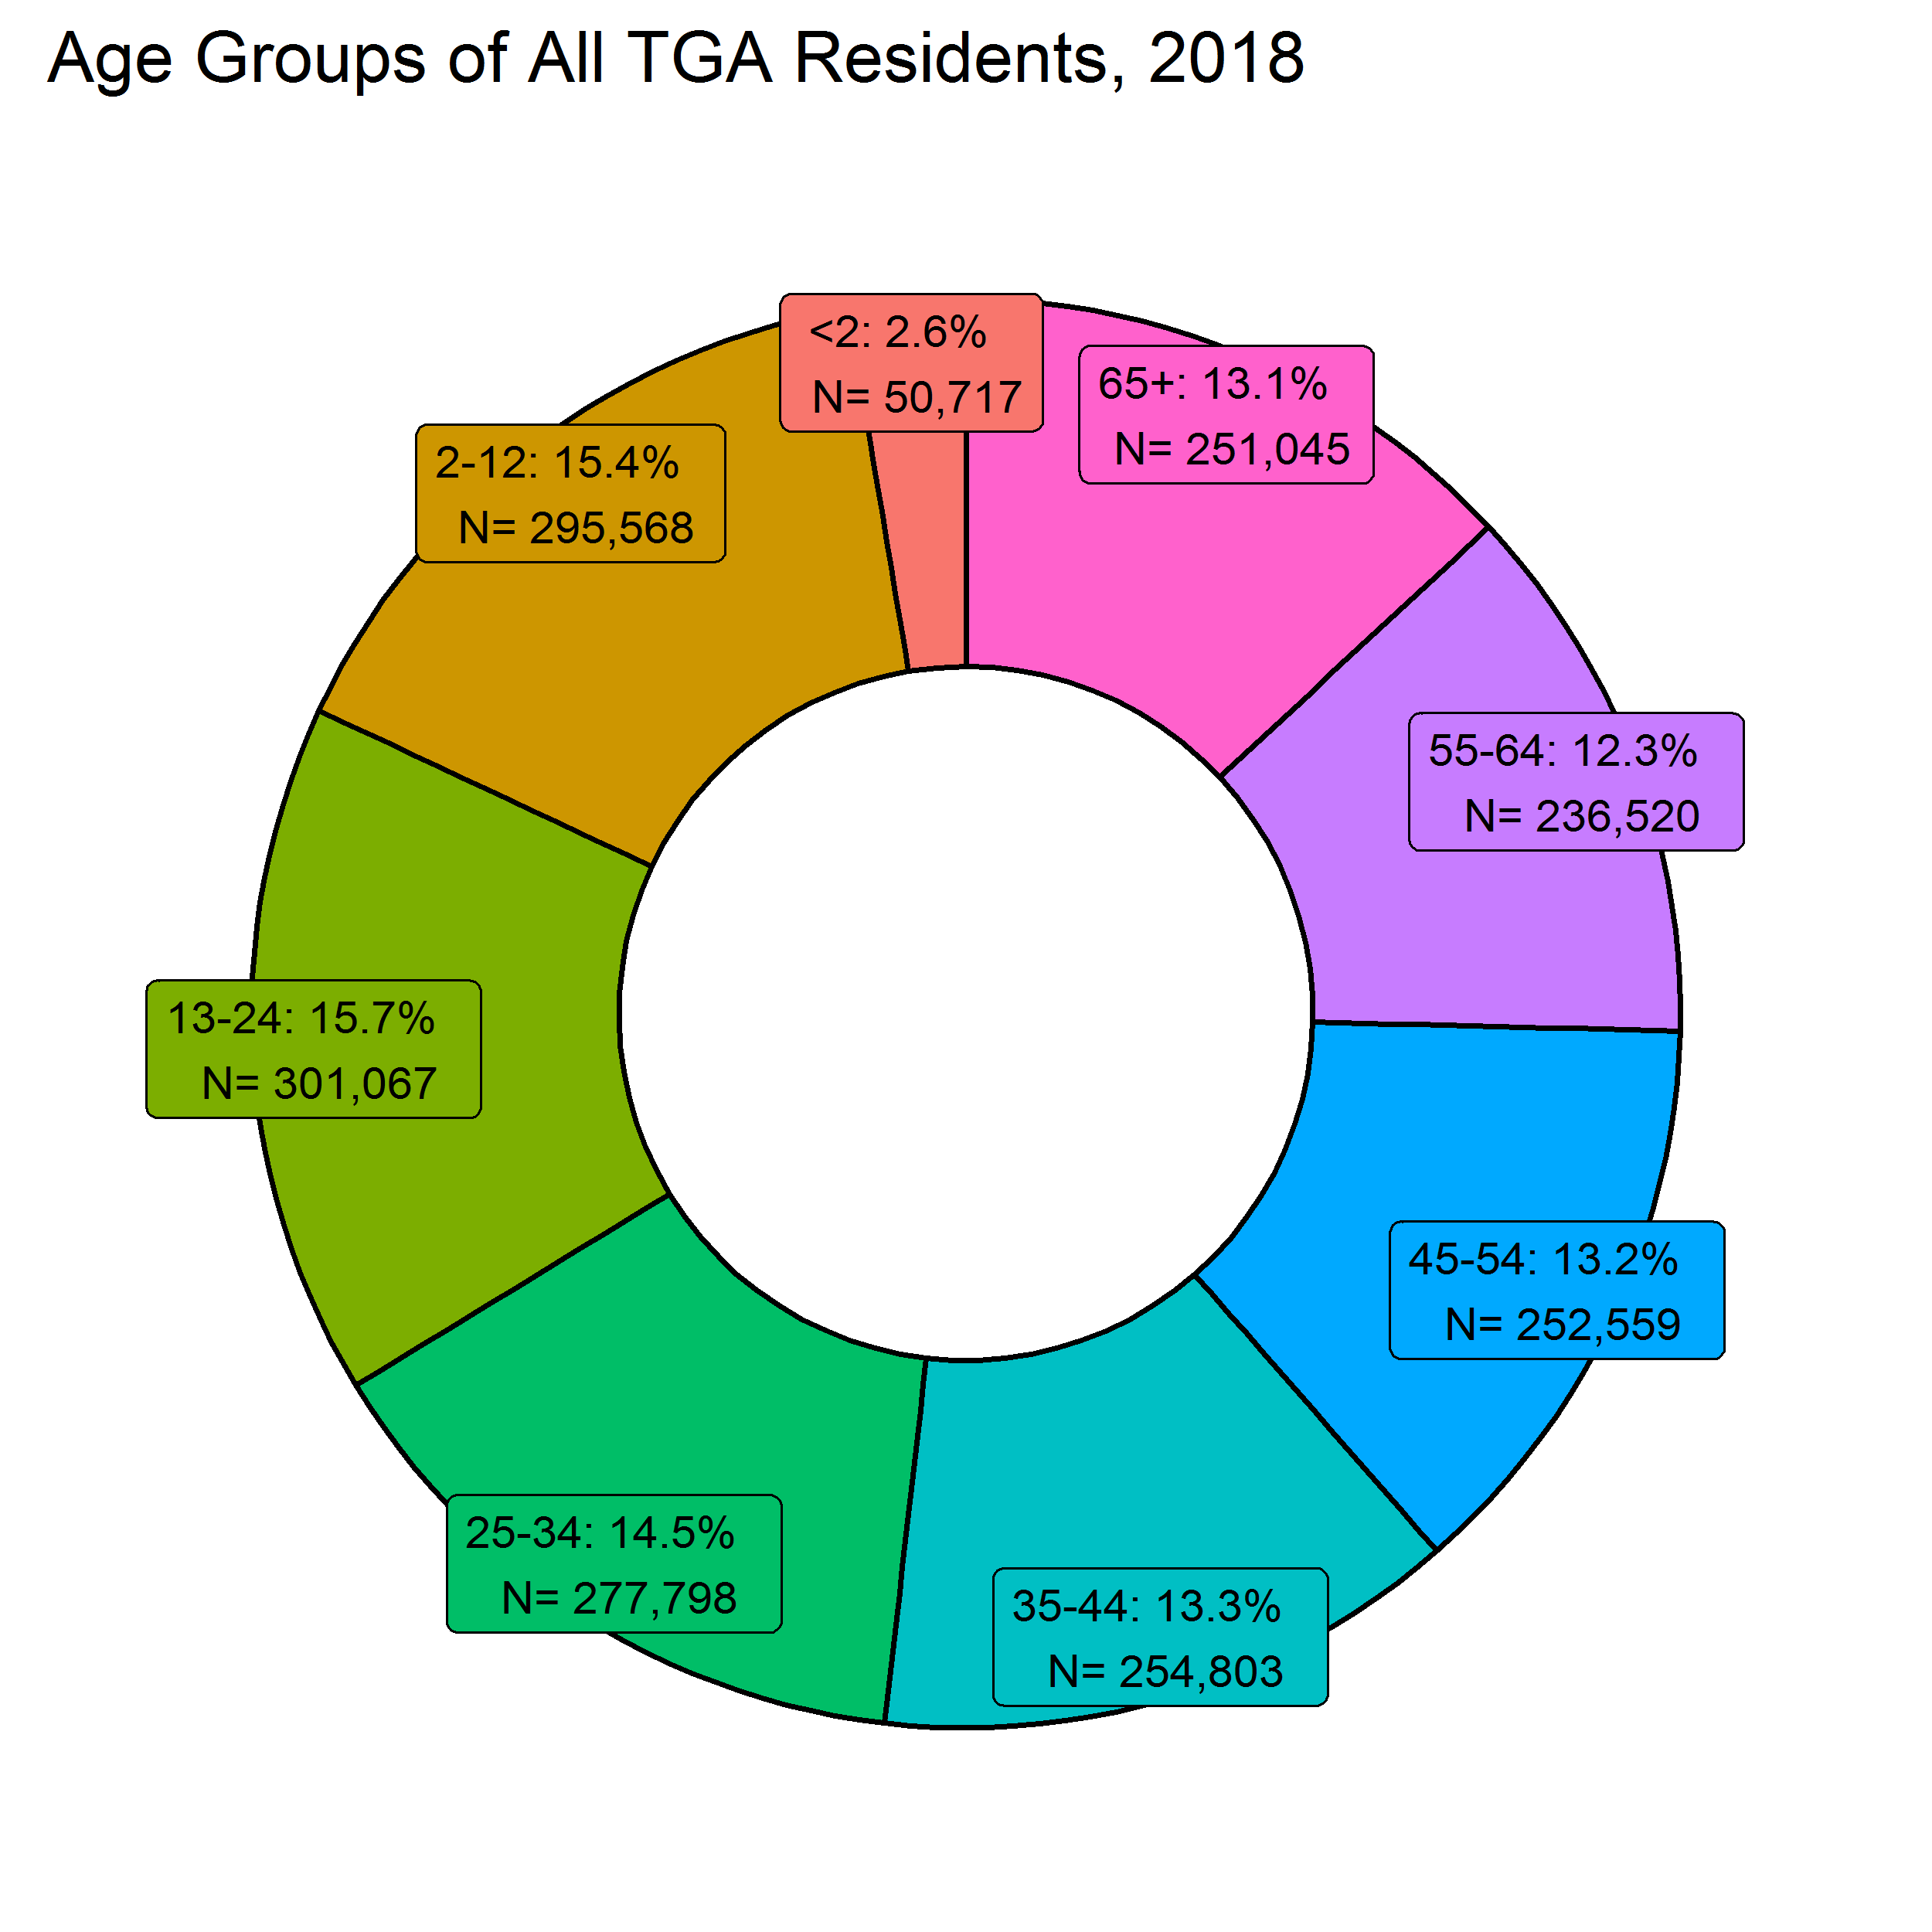 Age Groups of All TGA Residents, 2018
<2: 2.6%
N= 50,717
65+: 13.1%
N= 251,045
2-12: 15.4%
N= 295,568
55-64: 12.3%
N= 236,520
13-24: 15.7%
N= 301,067
45-54: 13.2%
N= 252,559
25-34: 14.5%
N= 277,798
35-44: 13.3%
N= 254,803